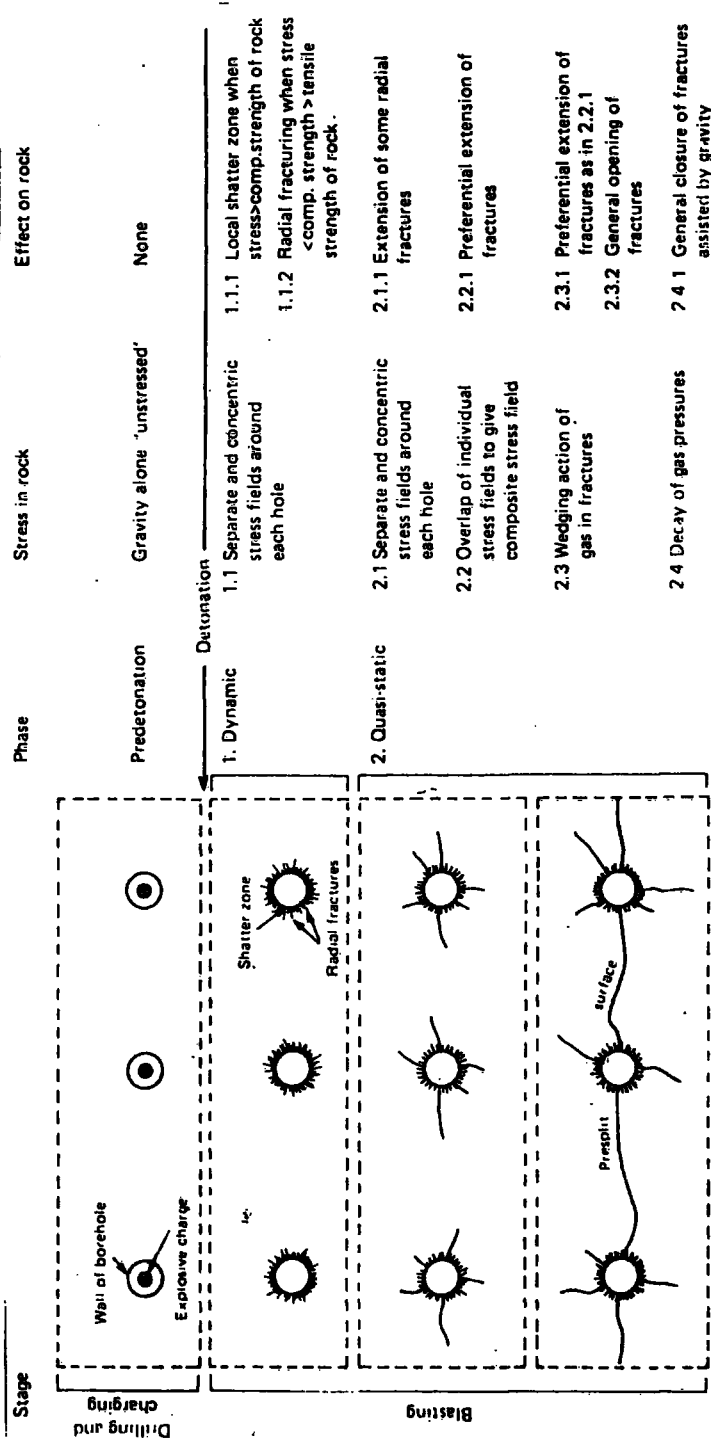 Stage
Phase
Stress in rock
Effect on rock
Drilling and
charging
Wall of borehole
Explosive charge
Predetonation
Gravity alone 'unstressed'
None
Detonation
Blasting
Shatter zone
Radial fractures
1. Dynamic
1.1 Separate and concentric
stress fields around
each hole
1.1.1 Local shatter zone when
stress>comp.strength of rock
1.1.2 Radial fracturing when stress
<comp. strength >tensile
strength of rock.
2. Quasi-static
2.1 Separate and concentric
stress fields around
each hole
2.1.1 Extension of some radial
fractures
2.2 Overlap of individual
stress fields to give
composite stress field
2.2.1 Preferential extension of
fractures
Presplit
surface
2.3 Wedging action of
gas in fractures
2.3.1 Preferential extension of
fractures as in 2.2.1
2.3.2 General opening of
fractures
2 4 Decay of gas pressures
2 4 1 General closure of fractures
assisted by gravity